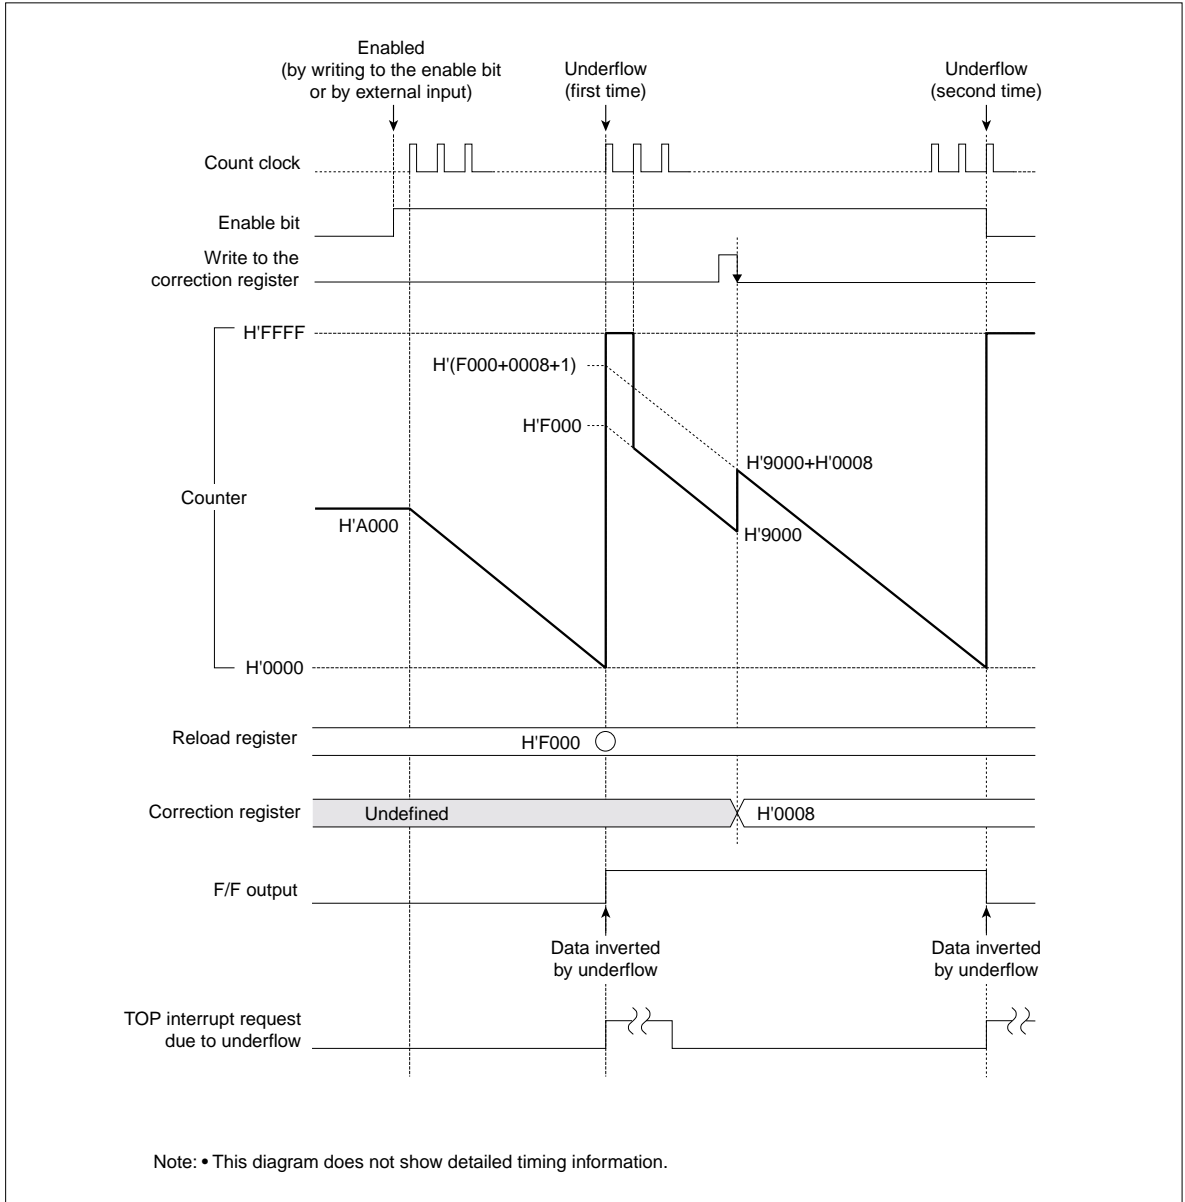 Enabled
(by writing to the enable bit
or by external input)
Underflow
(first time)
Underflow
(second time)
Count clock
Enable bit
Write to the
correction register
H'FFFF
H'(F000+0008+1)
H'F000
H'9000+H'0008
Counter
H'A000
H'9000
H'0000
Reload register
H'F000
Correction register
Undefined
H'0008
F/F output
Data inverted
by underflow
Data inverted
by underflow
TOP interrupt request
due to underflow
Note: • This diagram does not show detailed timing information.